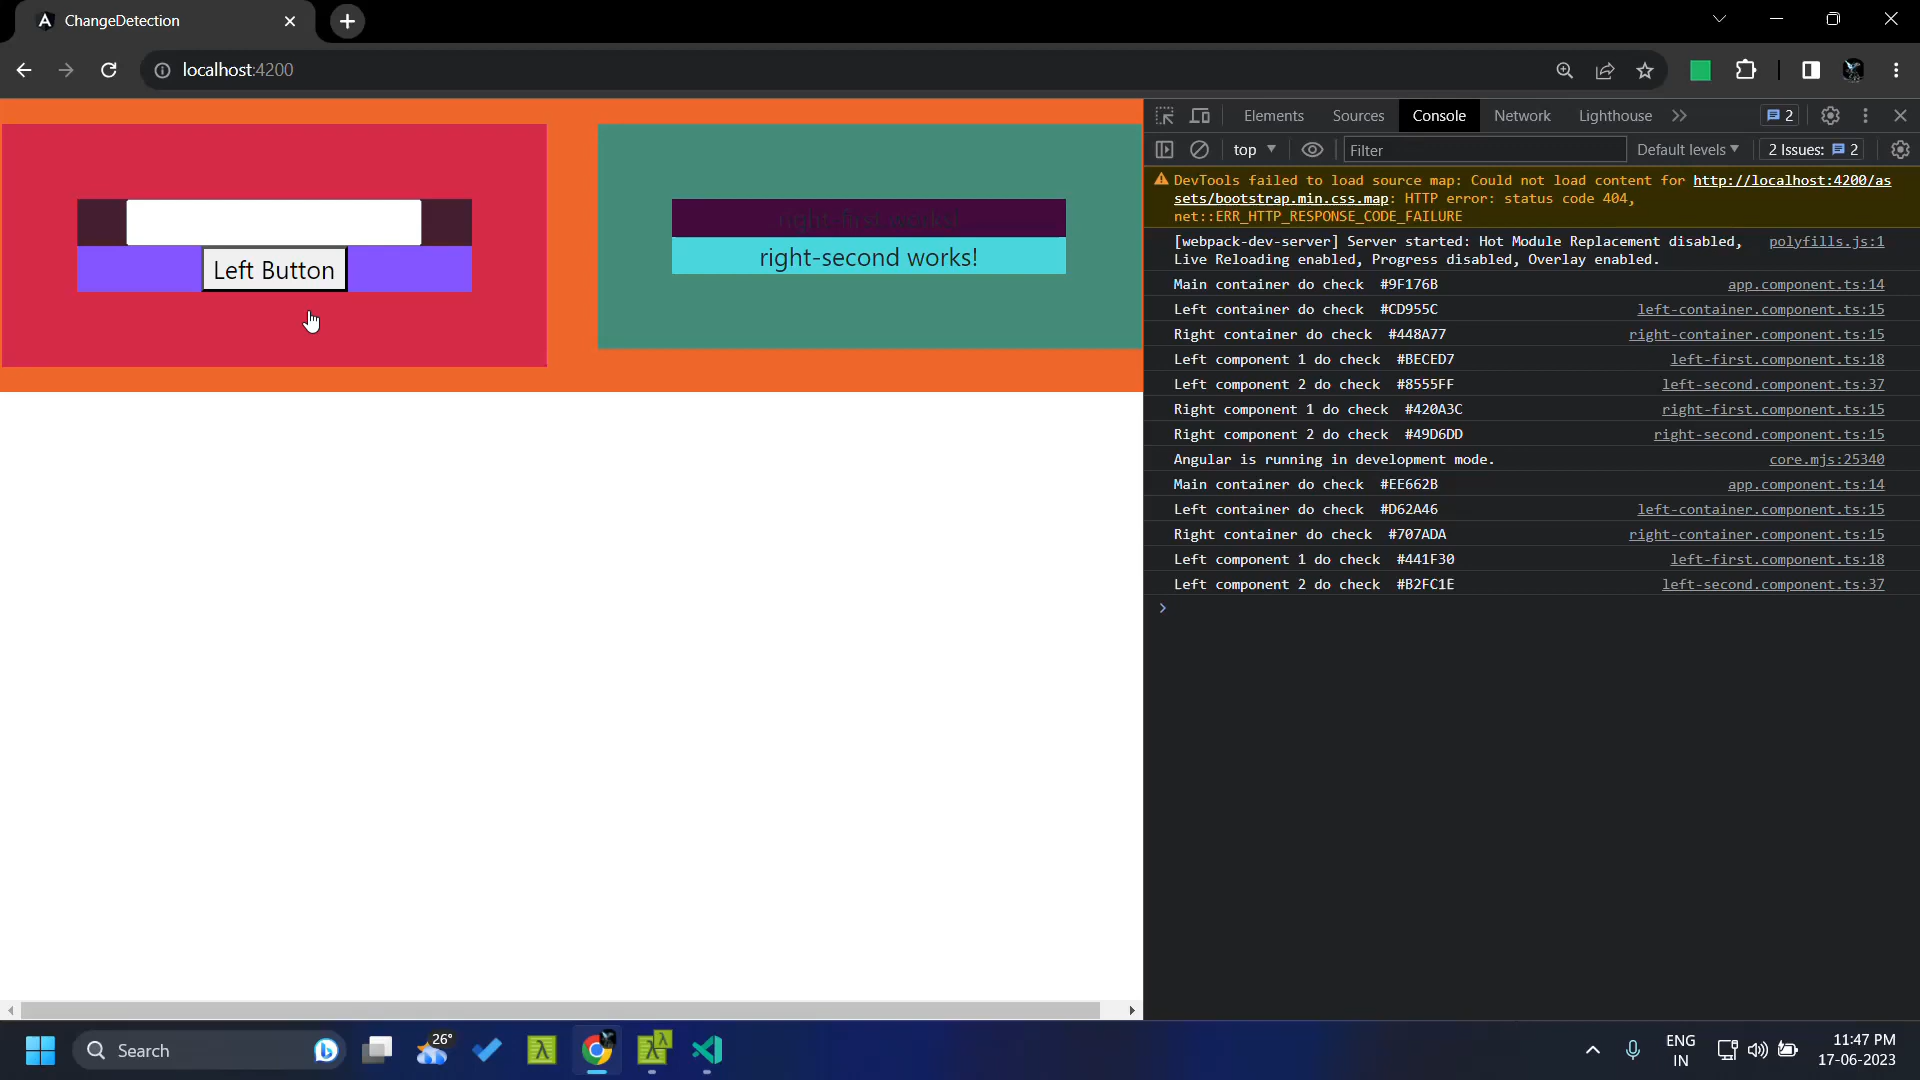 ChangeDetection
localhost:4200
Elements Sources Console Network Lighthouse 2
top Filter Default levels 2 Issues: 2
DevTools failed to load source map: Could not load content for http://localhost:4200/as
sets/bootstrap.min.css.map: HTTP error: status code 404,
net::ERR_HTTP_RESPONSE_CODE_FAILURE
[webpack-dev-server] Server started: Hot Module Replacement disabled, polyfills.js:1
Live Reloading enabled, Progress disabled, Overlay enabled.
Main container do check #9F176B app.component.ts:14
Left container do check #CD955C left-container.component.ts:15
Right container do check #448A77 right-container.component.ts:15
Left component 1 do check #BECED7 left-first.component.ts:18
Left component 2 do check #8555FF left-second.component.ts:37
Right component 1 do check #420A3C right-first.component.ts:15
Right component 2 do check #49D6DD right-second.component.ts:15
Angular is running in development mode. core.mjs:25340
Main container do check #EE662B app.component.ts:14
Left container do check #D62A46 left-container.component.ts:15
Right container do check #707ADA right-container.component.ts:15
Left component 1 do check #441F30 left-first.component.ts:18
Left component 2 do check #B2FC1E left-second.component.ts:37
Left Button
right-first works!
right-second works!
Search
26°
ENG
IN
11:47 PM
17-06-2023